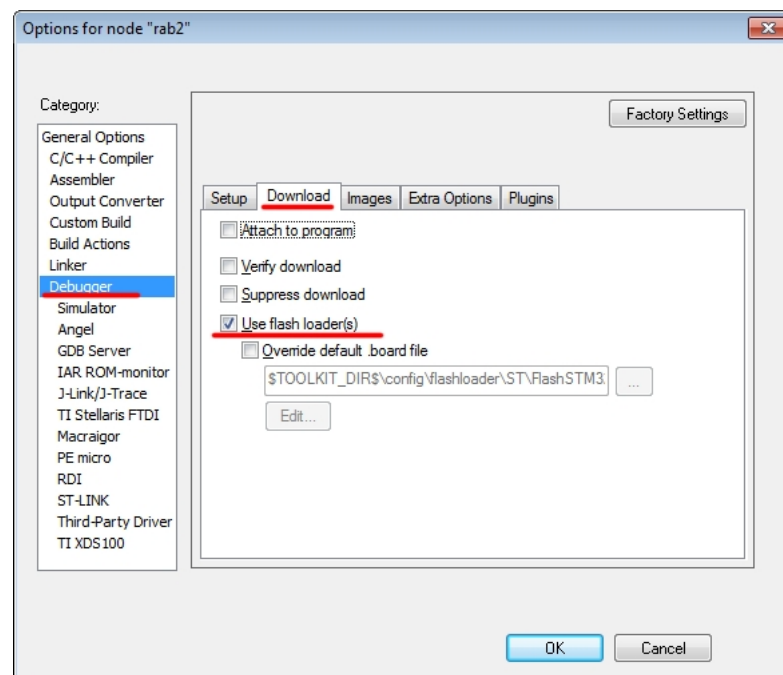 Options for node "rab2"
Category:
Factory Settings
General Options
C/C++ Compiler
Assembler
Output Converter
Custom Build
Build Actions
Linker
Debugger
Simulator
Angel
GDB Server
IAR ROM-monitor
J-Link/J-Trace
TI Stellaris FTDI
Macraigor
PE micro
RDI
ST-LINK
Third-Party Driver
TI XDS100
Setup Download Images Extra Options Plugins
Attach to program
Verify download
Suppress download
Use flash loader(s)
Override default .board file
$TOOLKIT_DIR$\config\flashloader\ST\FlashSTM3 ...
Edit...
OK Cancel